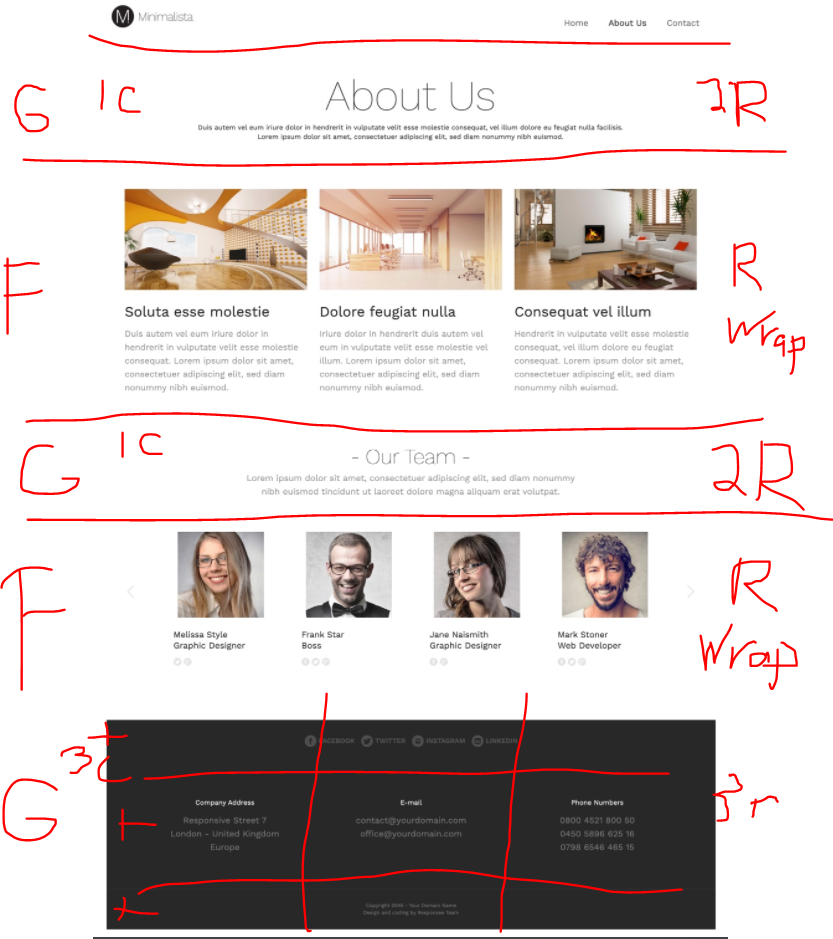 M Minimalista
Home About Us Contact
G 1C 2R
About Us
Duis autem vel eum iriure dolor in hendrerit in vulputate velit esse molestie consequat, vel illum dolore eu feugiat nulla facilisis.
Lorem ipsum dolor sit amet, consectetuer adipiscing elit, sed diam nonummy nibh euismod.
F R
Wrap
Soluta esse molestie
Duis autem vel eum iriure dolor in
hendrerit in vulputate velit esse molestie
consequat. Lorem ipsum dolor sit amet,
consectetuer adipiscing elit, sed diam
nonummy nibh euismod.
Dolore feugiat nulla
Iriure dolor in hendrerit duis autem vel
eum in vulputate velit esse molestie vel
illum. Lorem ipsum dolor sit amet,
consectetuer adipiscing elit, sed diam
nonummy nibh euismod.
Consequat vel illum
Hendrerit in vulputate velit esse molestie
consequat, vel illum dolore eu feugiat
consequat. Lorem ipsum dolor sit amet,
consectetuer adipiscing elit, sed diam
nonummy nibh euismod.
G 1C 2R
- Our Team -
Lorem ipsum dolor sit amet, consectetuer adipiscing elit, sed diam nonummy
nibh euismod tincidunt ut laoreet dolore magna aliquam erat volutpat.
F R
Wrap
Melissa Style
Graphic Designer
Frank Star
Boss
Jane Naismith
Graphic Designer
Mark Stoner
Web Developer
G 3C 3r
FACEBOOK TWITTER INSTAGRAM LINKEDIN
Company Address
Responsive Street 7
London - United Kingdom
Europe
E-mail
contact@yourdomain.com
office@yourdomain.com
Phone Numbers
0800 4521 800 50
0450 5896 625 16
0798 6546 465 15
Design and coding by Responsee Team